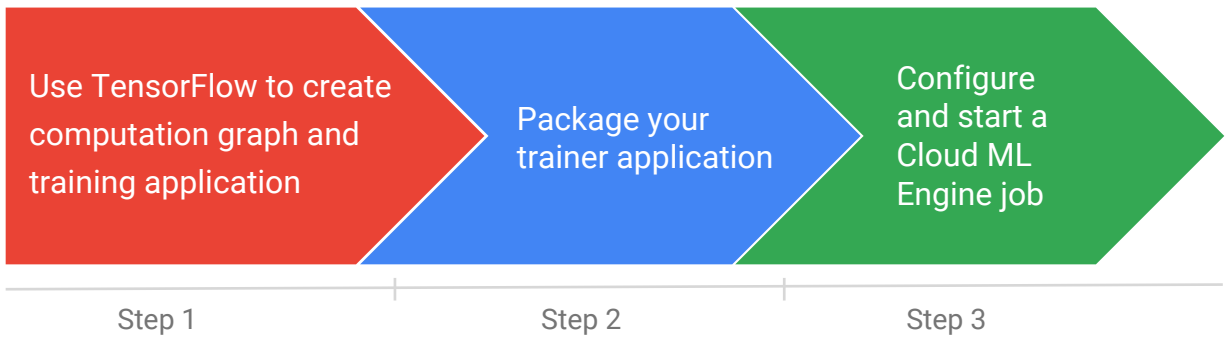 Use TensorFlow to create
computation graph and
training application
Package your
trainer application
Configure
and start a
Cloud ML
Engine job
Step 1
Step 2
Step 3